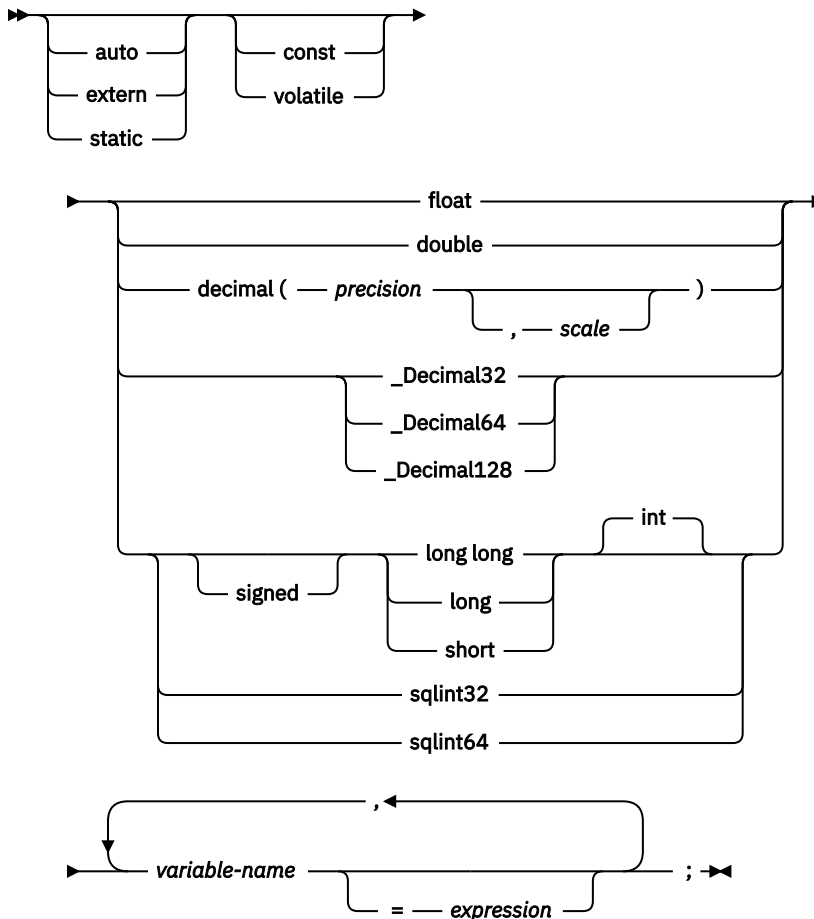 auto const
extern volatile
static
float
double
decimal ( precision )
, scale
_Decimal32
_Decimal64
_Decimal128
int
long long
signed
long
short
sqlint32
sqlint64
,
variable-name ;
= expression